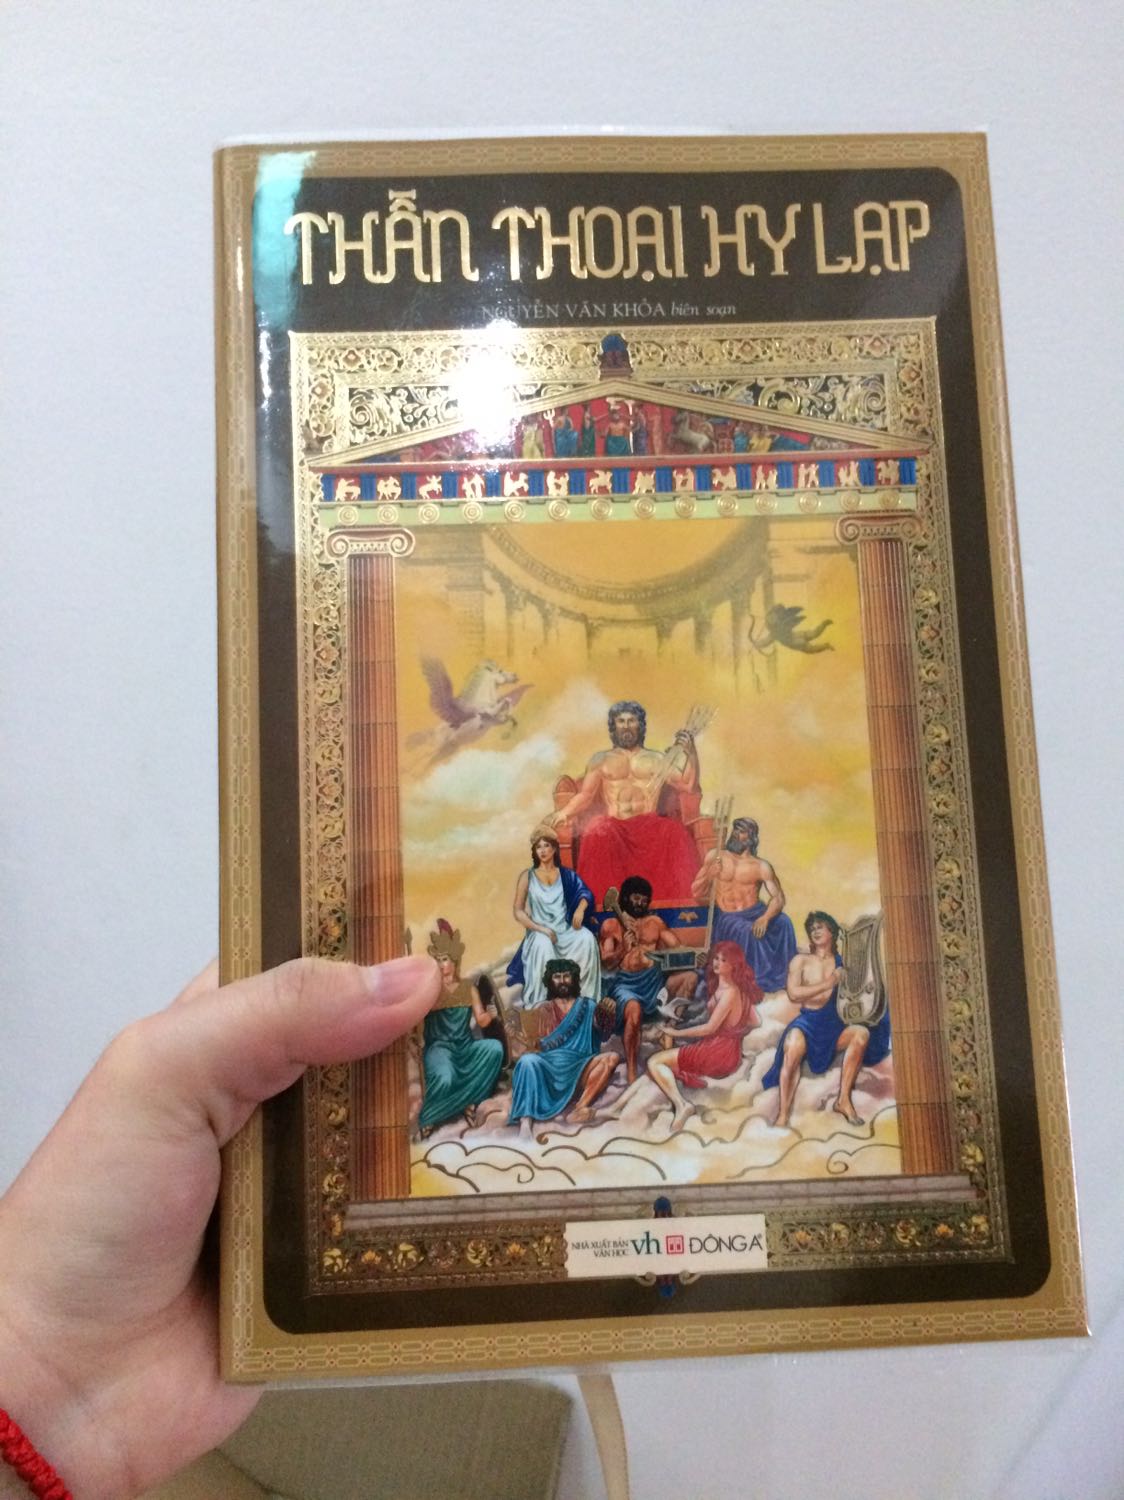 THẦN THOẠI HY LẠP
NGUYỄN VĂN KHỎA biên soạn
NHÀ XUẤT BẢN
VĂN HỌC
vh
ĐÔNG A